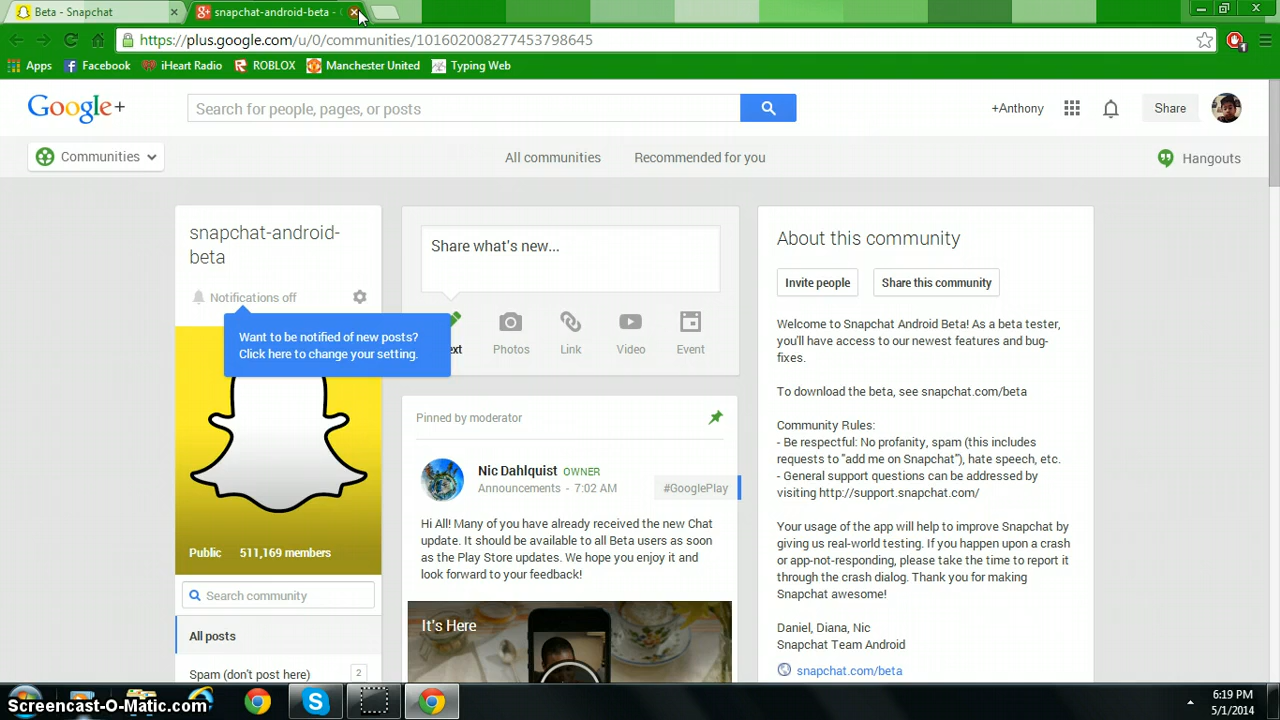 Beta - Snapchat
snapchat-android-beta -
https://plus.google.com/u/0/communities/101602008277453798645
1
Apps
Facebook
iHeart Radio
ROBLOX
Manchester United
Typing Web
Google+
Search for people, pages, or posts
+Anthony
Share
Communities
All communities
Recommended for you
Hangouts
snapchat-android-
beta
Notifications off
Want to be notified of new posts?
Click here to change your setting.
Public 511,169 members
Search community
All posts
Spam (don't post here) 2
Share what's new...
ext
Photos
Link
Video
Event
Pinned by moderator
Nic Dahlquist OWNER
Announcements - 7:02 AM
#GooglePlay
Hi All! Many of you have already received the new Chat
update. It should be available to all Beta users as soon
as the Play Store updates. We hope you enjoy it and
look forward to your feedback!
It's Here
About this community
Invite people
Share this community
Welcome to Snapchat Android Beta! As a beta tester,
you'll have access to our newest features and bug-
fixes.
To download the beta, see snapchat.com/beta
Community Rules:
- Be respectful: No profanity, spam (this includes
requests to "add me on Snapchat"), hate speech, etc.
- General support questions can be addressed by
visiting http://support.snapchat.com/
Your usage of the app will help to improve Snapchat by
giving us real-world testing. If you happen upon a crash
or app-not-responding, please take the time to report it
through the crash dialog. Thank you for making
Snapchat awesome!
Daniel, Diana, Nic
Snapchat Team Android
snapchat.com/beta
Screencast-O-Matic.com
6:19 PM
5/1/2014